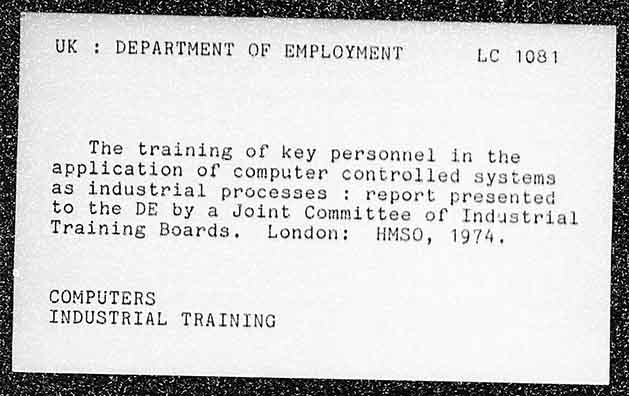 UK : DEPARTMENT OF EMPLOYMENT LC 1081
The training of key personnel in the
application of computer controlled systems
as industrial processes : report presented
to the DE by a Joint Committee of Industrial
Training Boards. London: HMSO, 1974.
COMPUTERS
INDUSTRIAL TRAINING